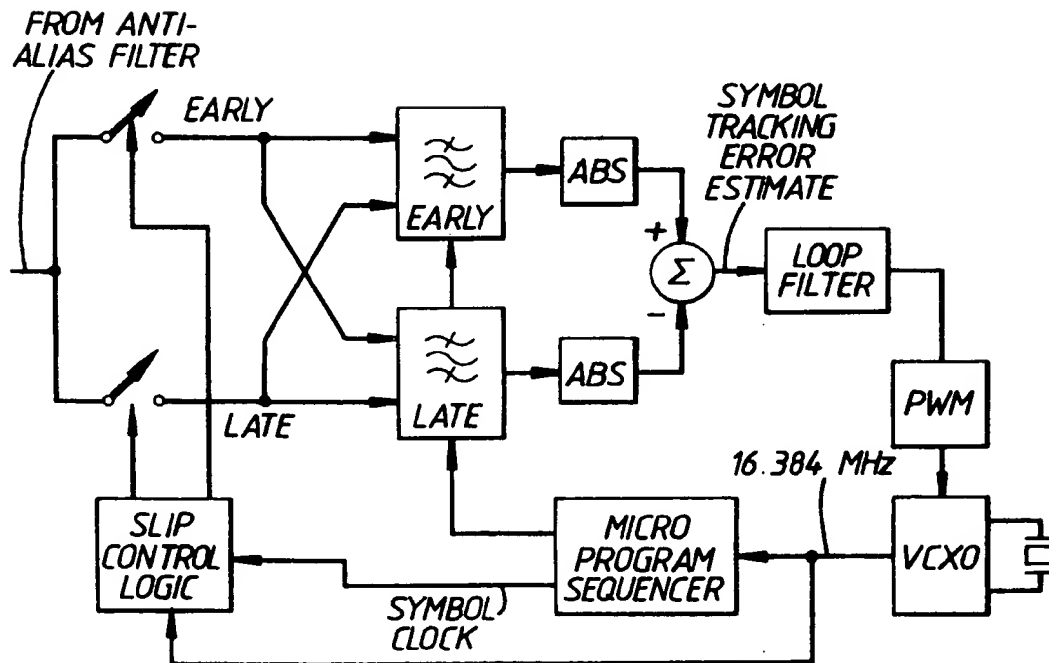 FROM ANTI-
ALIAS FILTER
EARLY
LATE
EARLY
LATE
ABS
ABS
+
Σ
-
SYMBOL
TRACKING
ERROR
ESTIMATE
LOOP
FILTER
PWM
16.384 MHz
VCXO
MICRO
PROGRAM
SEQUENCER
SYMBOL
CLOCK
SLIP
CONTROL
LOGIC